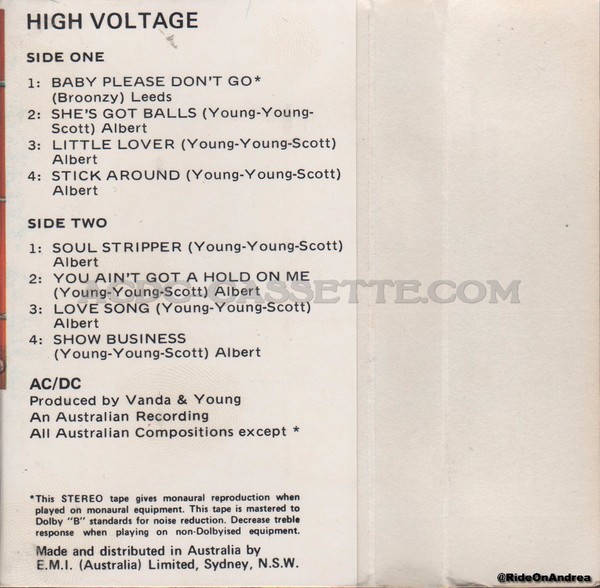 HIGH VOLTAGE
SIDE ONE
1: BABY PLEASE DON'T GO*
(Broonzy) Leeds
2: SHE'S GOT BALLS (Young-Young-
Scott) Albert
3: LITTLE LOVER (Young-Young-Scott)
Albert
4: STICK AROUND (Young-Young-Scott)
Albert
SIDE TWO
1: SOUL STRIPPER (Young-Young-Scott)
Albert
2: YOU AIN'T GOT A HOLD ON ME
(Young-Young-Scott) Albert
ACDC-CASSETTE.COM
3: LOVE SONG (Young-Young-Scott)
Albert
4: SHOW BUSINESS
(Young-Young-Scott) Albert
AC/DC
Produced by Vanda & Young
An Australian Recording
All Australian Compositions except *
*This STEREO tape gives monaural reproduction when
played on monaural equipment. This tape is mastered to
Dolby "B" standards for noise reduction. Decrease treble
response when playing on non-Dolbyised equipment.
Made and distributed in Australia by
E.M.I. (Australia) Limited, Sydney, N.S.W.
@RideOnAndrea